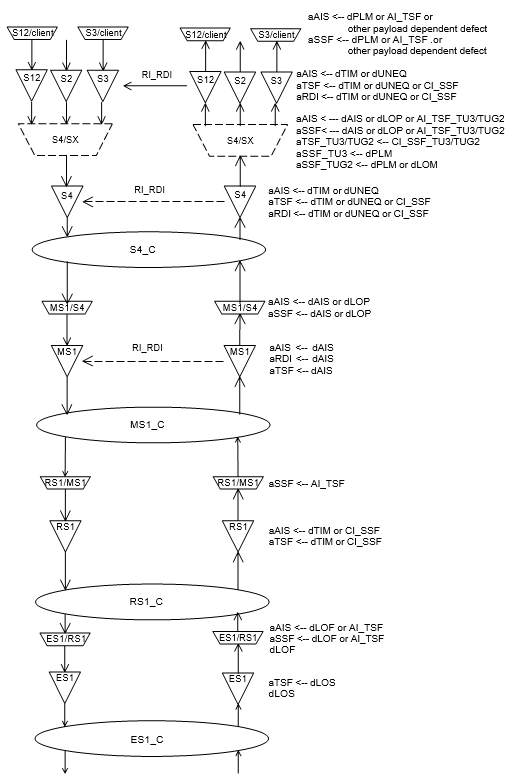 aAIS <-- dPLM or AI_TSF or
other payload dependent defect
S12/client S3/client S12/client S3/client
aSSF <-- dPLM or AI_TSF .or
other payload dependent defect
S12 S2 S3 RI_RDI S12 S2 S3
aAIS <-- dTIM or dUNEQ
aTSF <-- dTIM or dUNEQ or CI_SSF
aRDI <-- dTIM or dUNEQ or CI_SSF
S4/SX S4/SX
aAIS <-- dAIS or dLOP or AI_TSF_TU3/TUG2
aSSF<-- dAIS or dLOP or AI_TSF_TU3/TUG2
aTSF_TU3/TUG2 <-- CI_SSF_TU3/TUG2
aSSF_TU3 <-- dPLM
aSSF_TUG2 <-- dPLM or dLOM
S4 RI_RDI S4
aAIS <-- dTIM or dUNEQ
aTSF <-- dTIM or dUNEQ or CI_SSF
aRDI <-- dTIM or dUNEQ or CI_SSF
S4_C
MS1/S4 MS1/S4
aAIS <-- dAIS or dLOP
aSSF <-- dAIS or dLOP
MS1 RI_RDI MS1
aAIS <-- dAIS
aRDI <-- dAIS
aTSF <-- dAIS
MS1_C
RS1/MS1 RS1/MS1 aSSF <-- AI_TSF
RS1 RS1
aAIS <-- dTIM or CI_SSF
aTSF <-- dTIM or CI_SSF
RS1_C
ES1/RS1 ES1/RS1
aAIS <-- dLOF or AI_TSF
aSSF <-- dLOF or AI_TSF
dLOF
ES1 ES1
aTSF <-- dLOS
dLOS
ES1_C